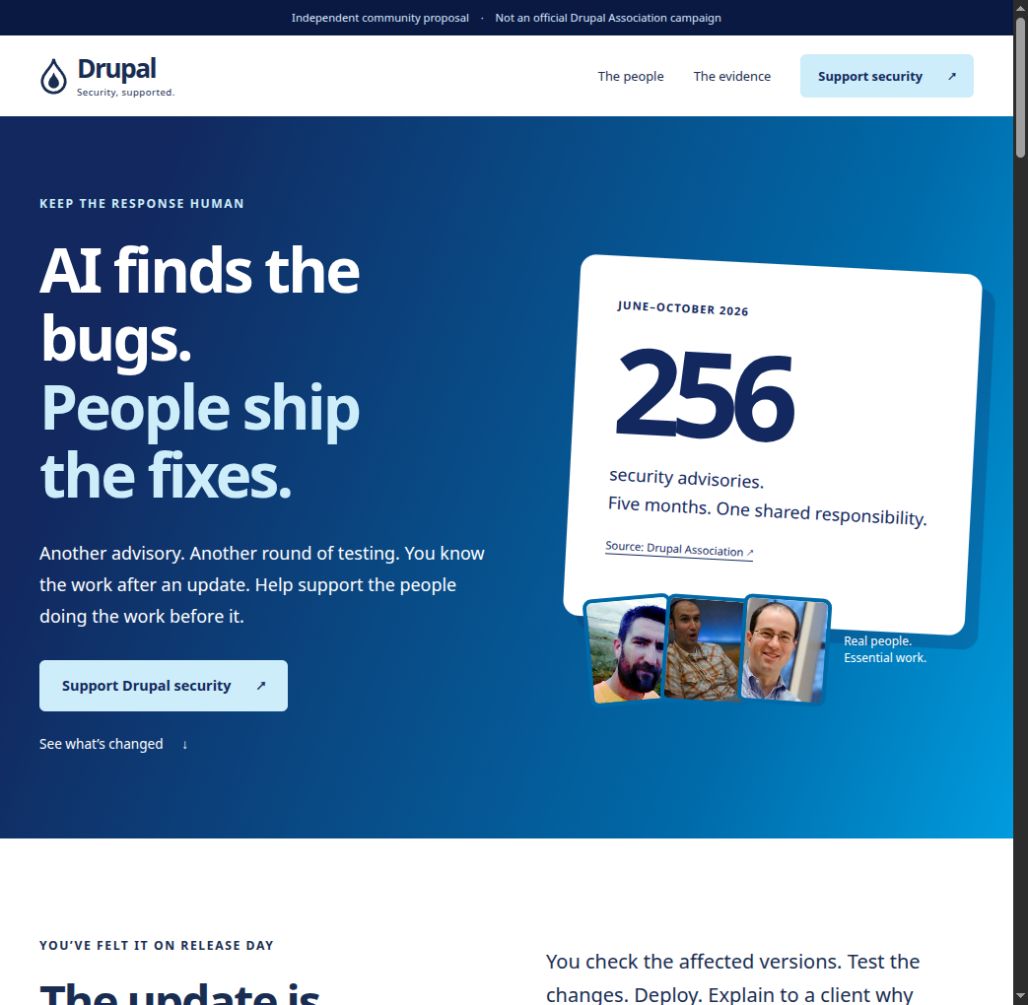 Independent community proposal · Not an official Drupal Association campaign
Drupal
Security, supported.
The people
The evidence
Support security ↗
KEEP THE RESPONSE HUMAN
AI finds the
bugs.
People ship
the fixes.
Another advisory. Another round of testing. You know
the work after an update. Help support the people
doing the work before it.
Support Drupal security ↗
See what’s changed ↓
JUNE–OCTOBER 2026
256
security advisories.
Five months. One shared responsibility.
Source: Drupal Association ↗
Real people.
Essential work.
YOU’VE FELT IT ON RELEASE DAY
The update is
You check the affected versions. Test the
changes. Deploy. Explain to a client why